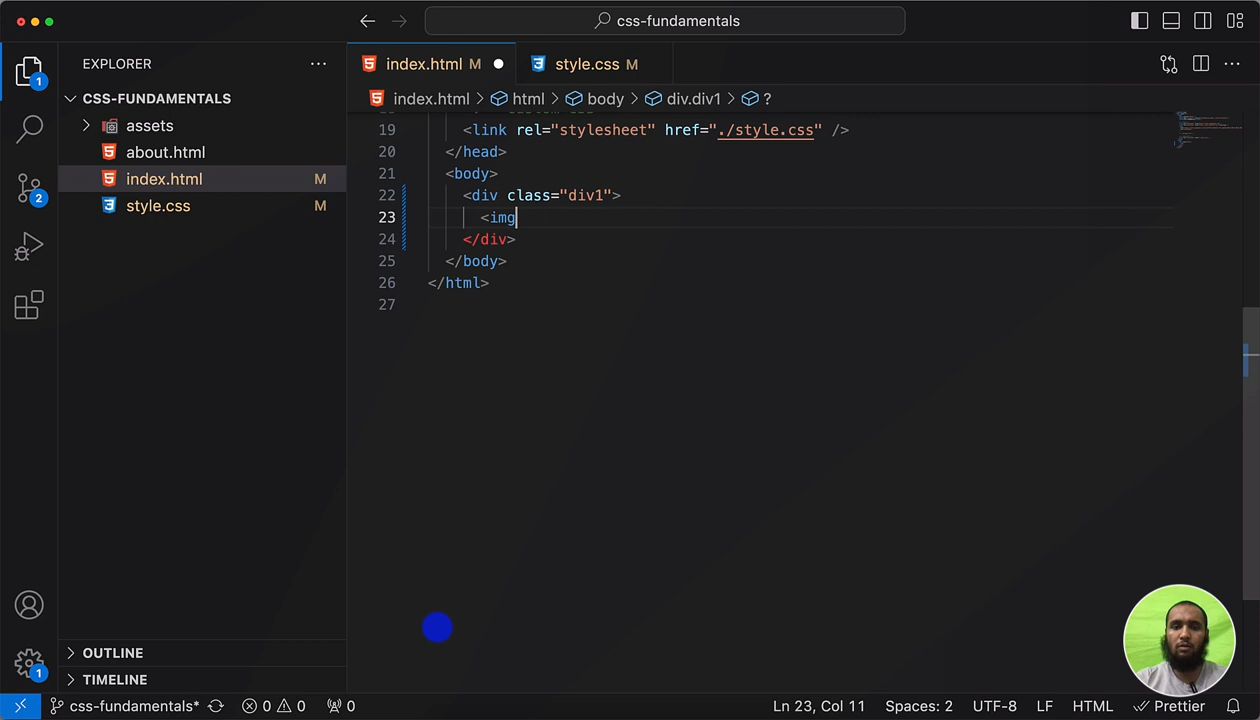 css-fundamentals
EXPLORER
CSS-FUNDAMENTALS
assets
about.html
index.html M
style.css M
OUTLINE
TIMELINE
1
2
1
index.html M
style.css M
index.html > html > body > div.div1 > ?
19 <link rel="stylesheet" href="./style.css" />
20 </head>
21 <body>
22 <div class="div1">
23 <img
24 </div>
25 </body>
26 </html>
27
css-fundamentals* 0 0 0 Ln 23, Col 11 Spaces: 2 UTF-8 LF HTML Prettier